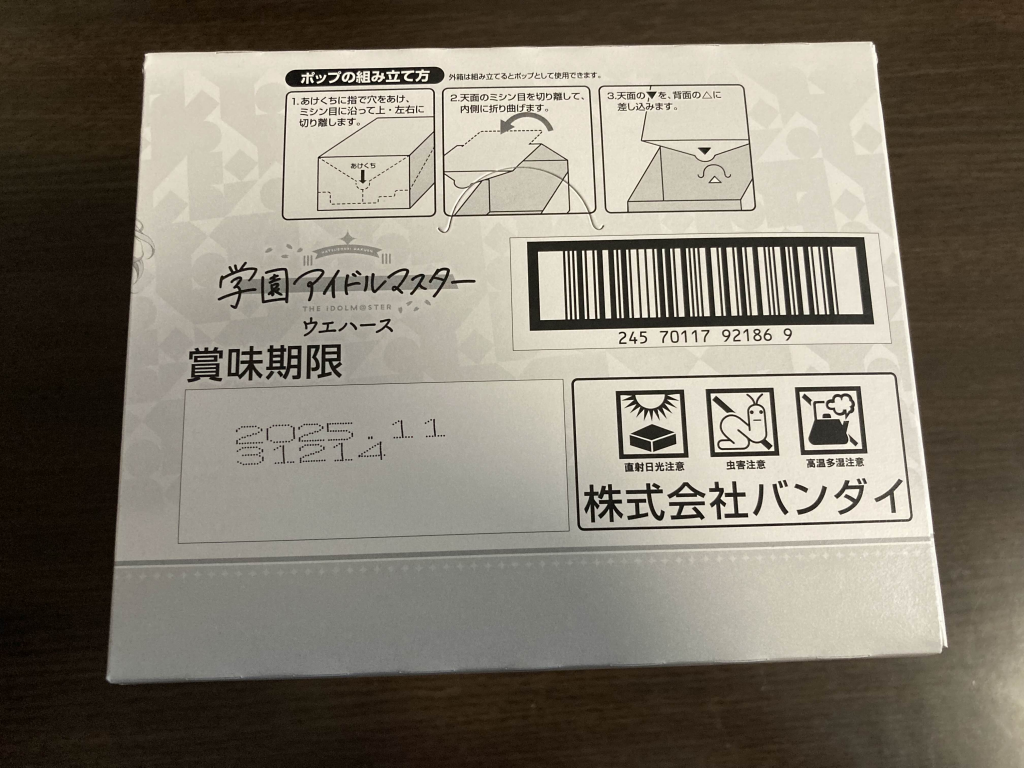 ポップの組み立て方
外箱は組み立てるとポップとして使用できます。
1.あけくちに指で穴をあけ、
ミシン目に沿って上・左右に
切り離します。
あけくち
2.天面のミシン目を切り離して、
内側に折り曲げます。
3.天面の▼を、背面の△に
差し込みます。
学園アイドルマスター
THE IDOLM@STER
ウエハース
賞味期限
2025.11
31214
245 70117 92186 9
直射日光注意
虫害注意
高温多湿注意
株式会社バンダイ